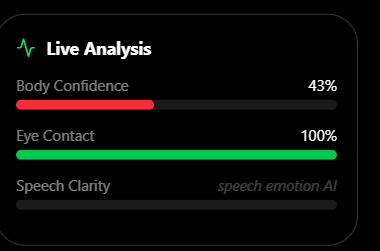 Live Analysis
Body Confidence 43%
Eye Contact 100%
Speech Clarity speech emotion AI